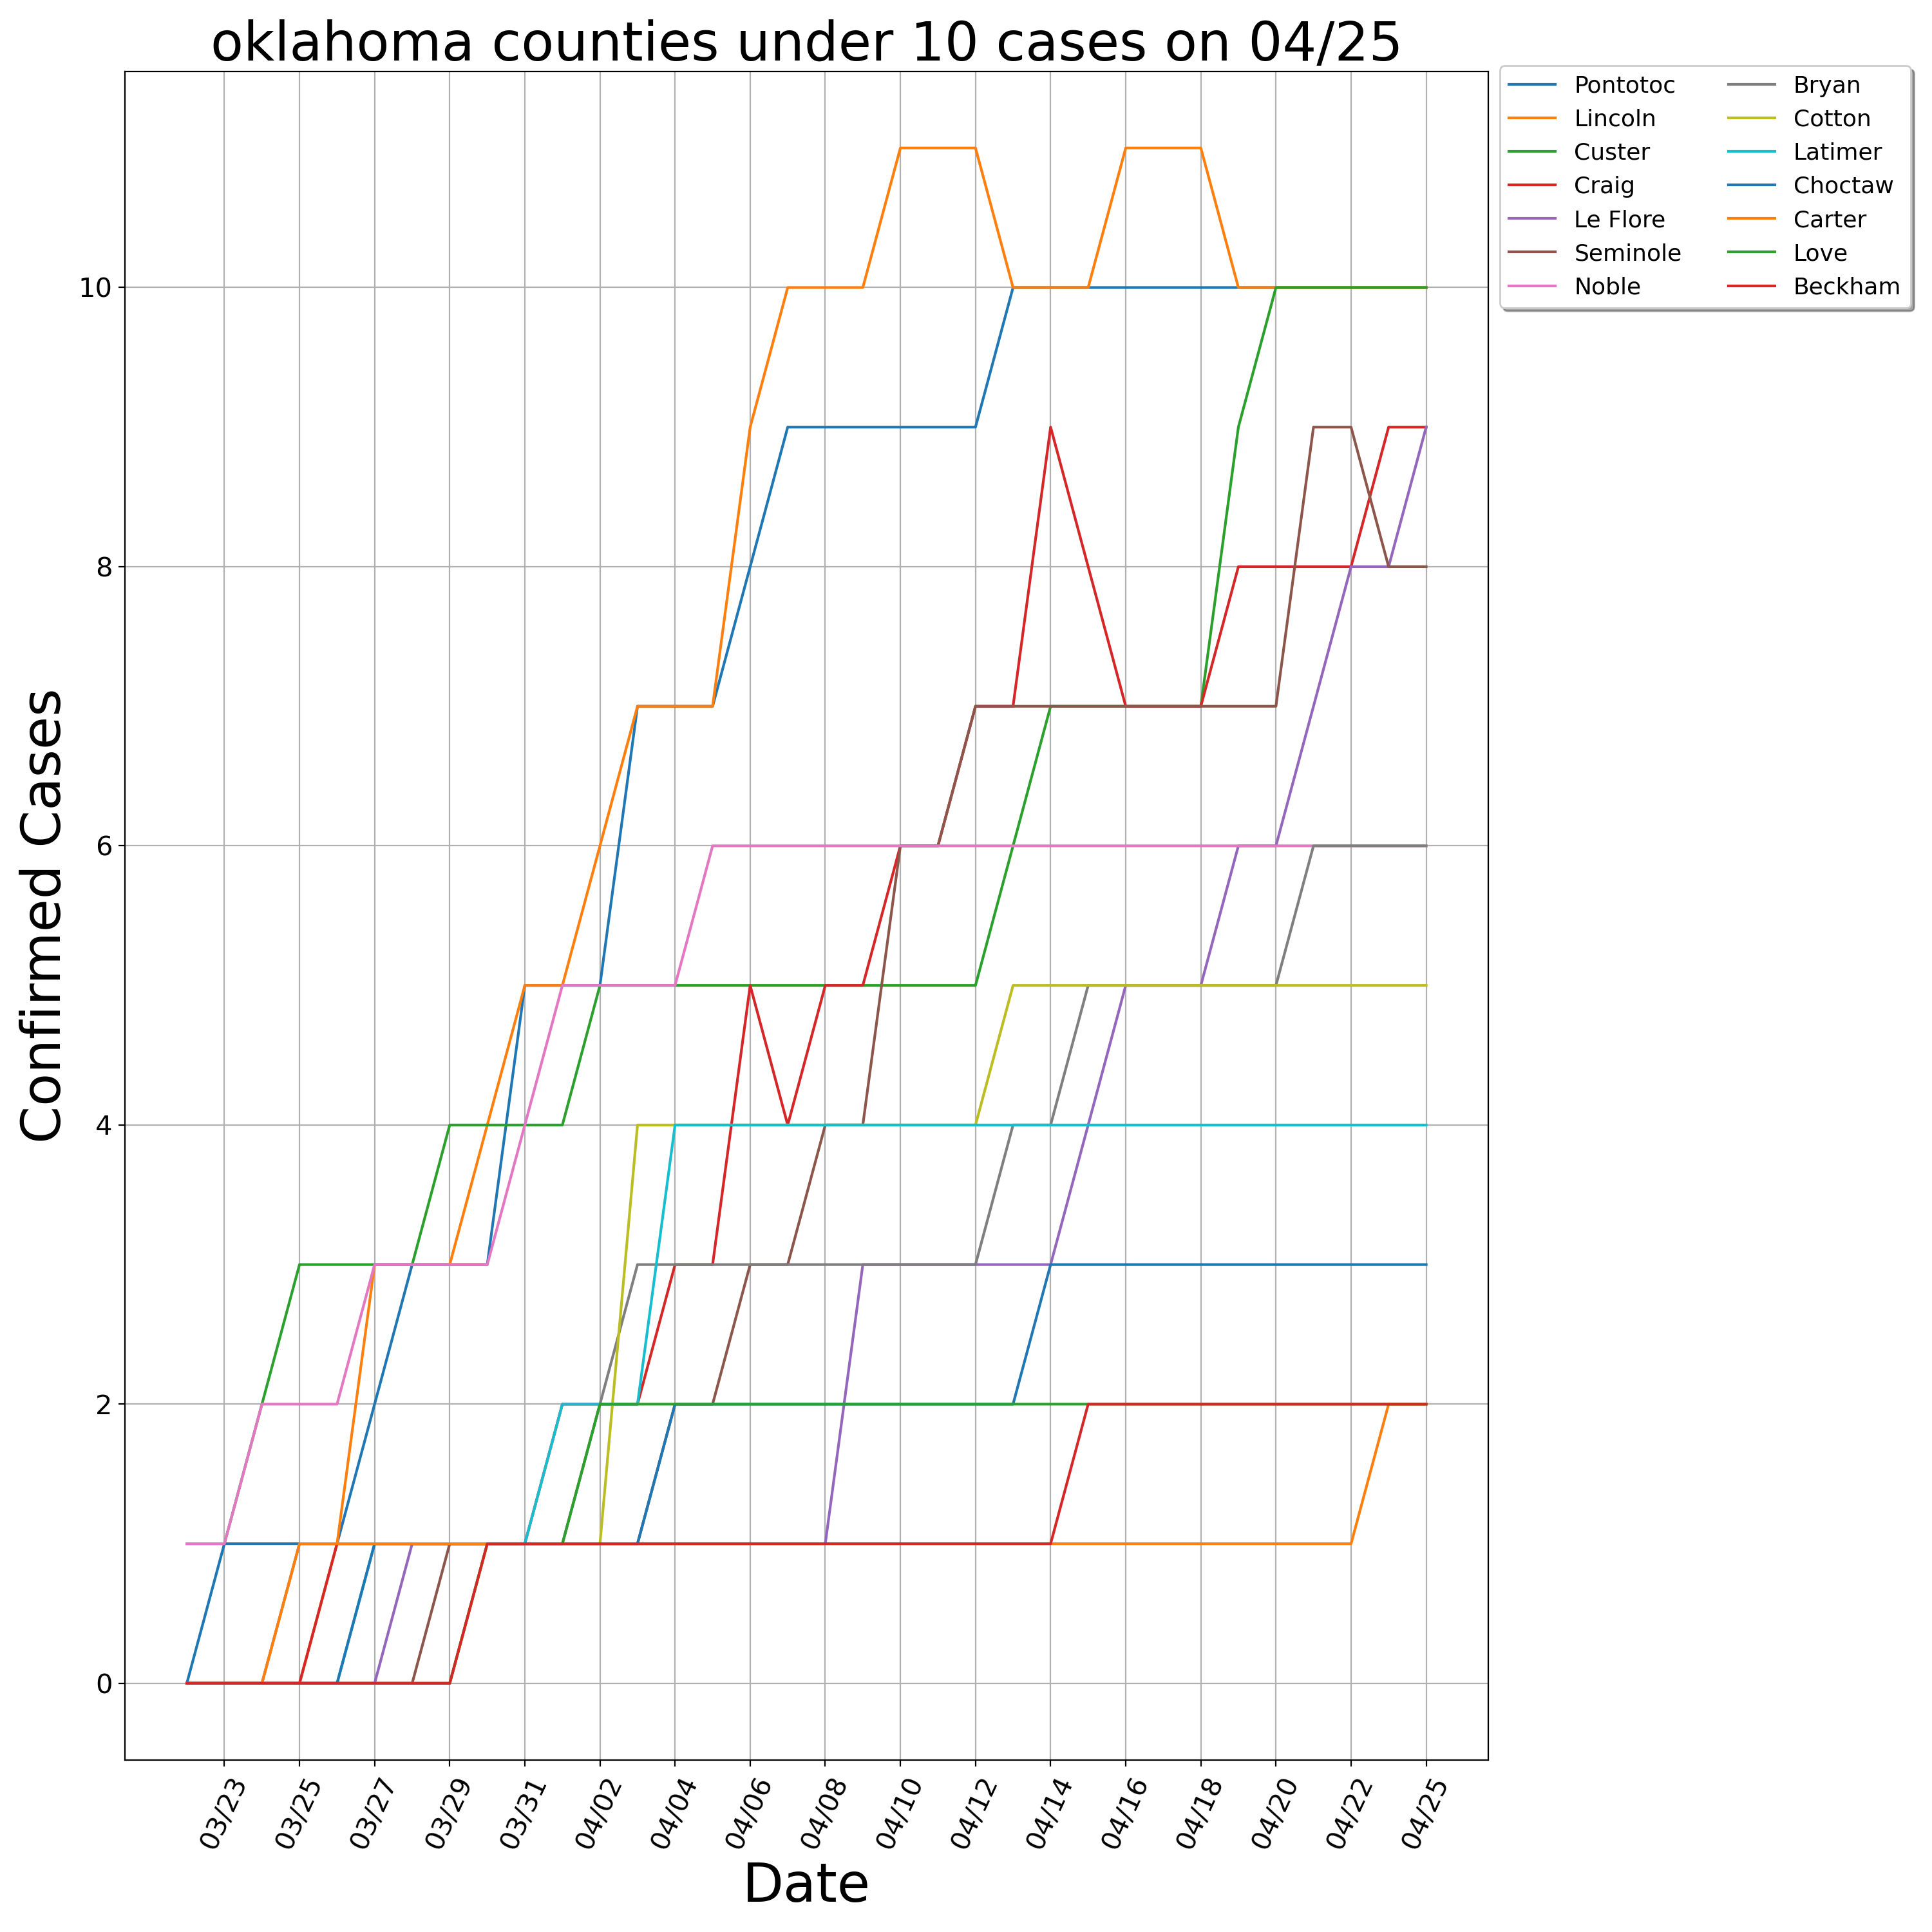 oklahoma counties under 10 cases on 04/25
Pontotoc
Lincoln
Custer
Craig
Le Flore
Seminole
Noble
Bryan
Cotton
Latimer
Choctaw
Carter
Love
Beckham
Confirmed Cases
10
8
6
4
2
0
03/23
03/25
03/27
03/29
03/31
04/02
04/04
04/06
04/08
04/10
04/12
04/14
04/16
04/18
04/20
04/22
04/25
Date